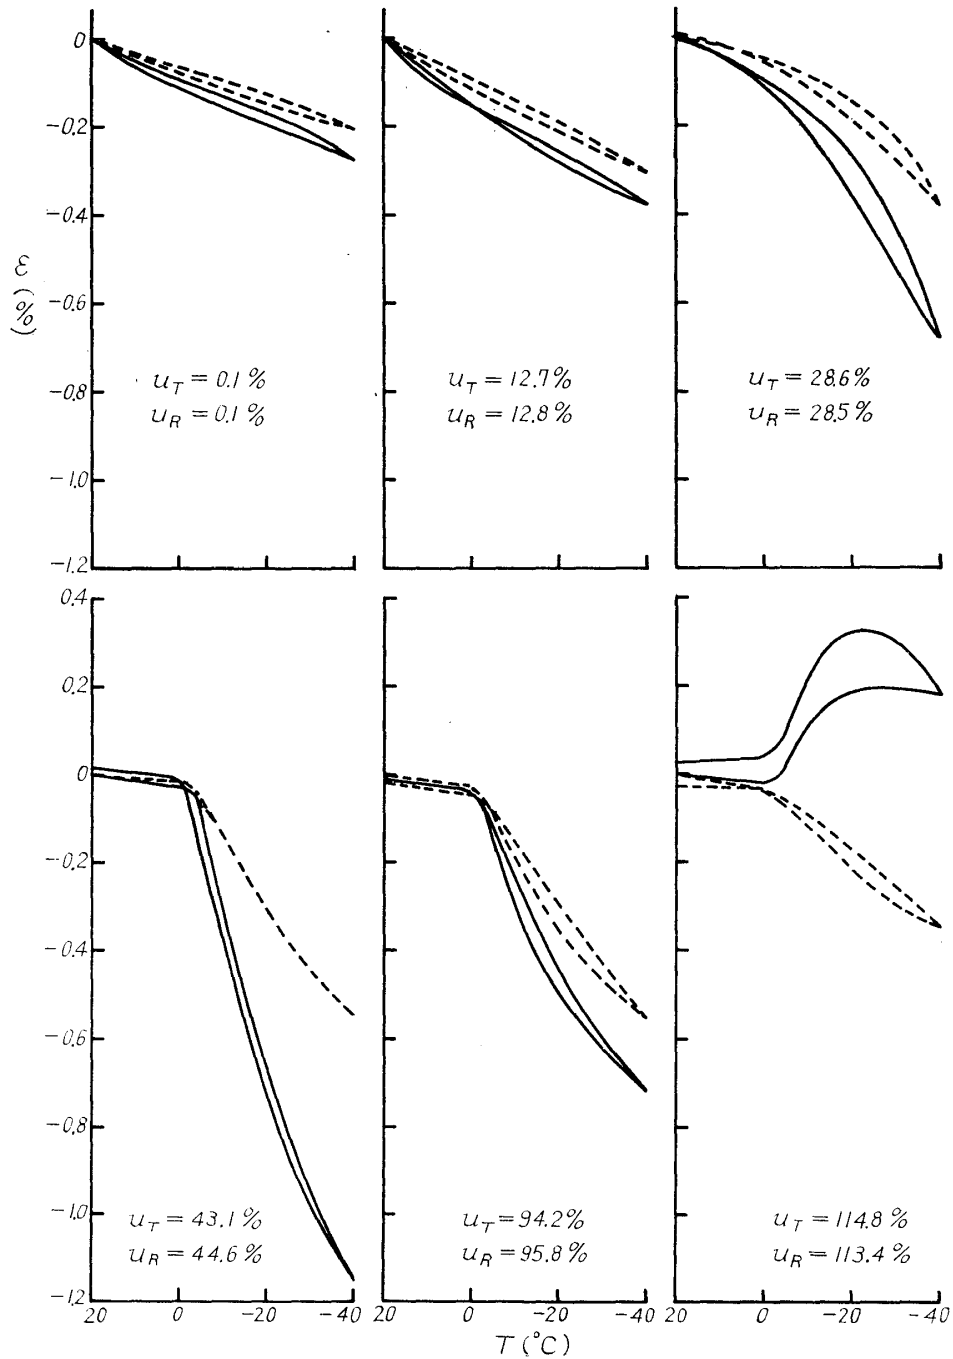 0
-0.2
-0.4
ε
(%)
-0.6
-0.8
-1.0
-1.2
u_T = 0.1 %
u_R = 0.1 %
u_T = 12.7 %
u_R = 12.8 %
u_T = 28.6 %
u_R = 28.5 %
0.4
0.2
0
-0.2
-0.4
-0.6
-0.8
-1.0
-1.2
u_T = 43.1 %
u_R = 44.6 %
u_T = 94.2 %
u_R = 95.8 %
u_T = 114.8 %
u_R = 113.4 %
20 0 -20 -40 20 0 -20 -40 20 0 -20 -40
T (°C)